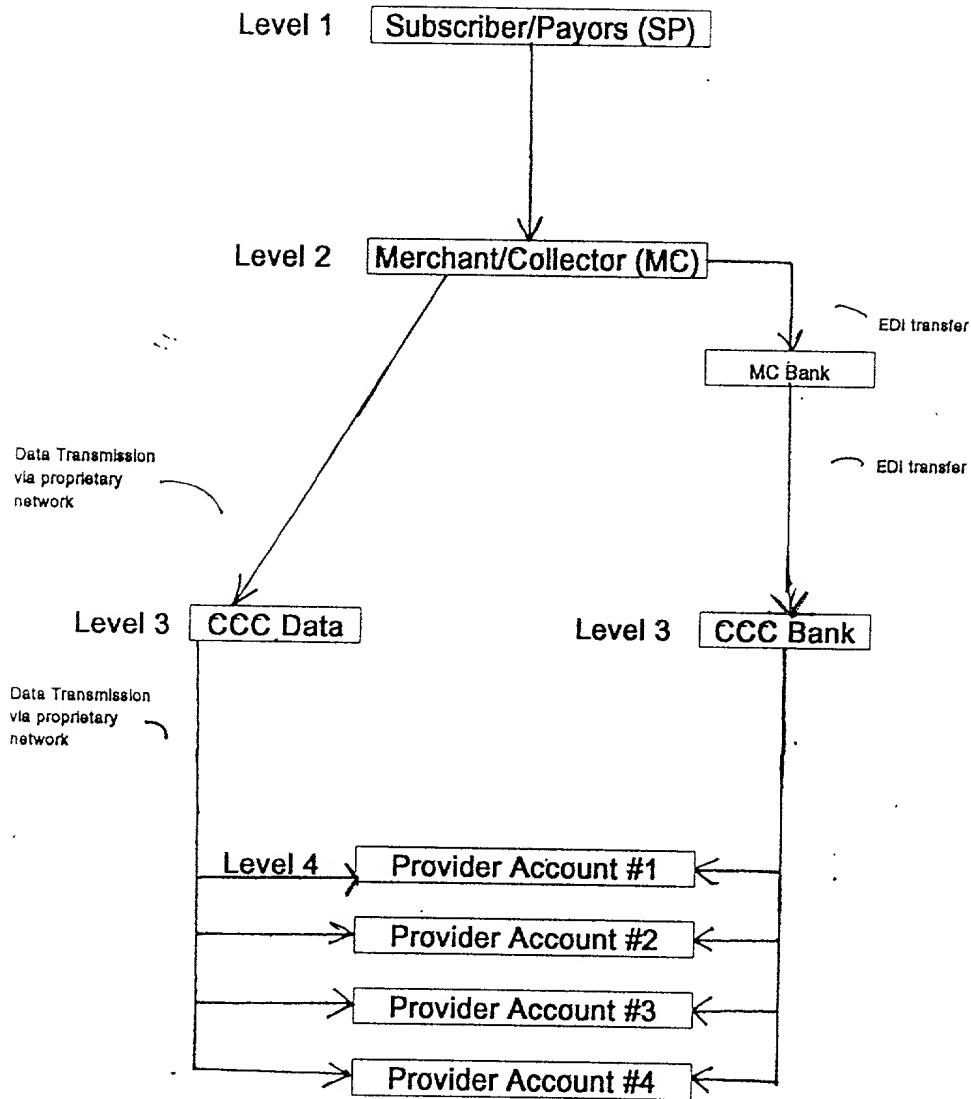 Level 1 Subscriber/Payors (SP)
Level 2 Merchant/Collector (MC)
EDI transfer
MC Bank
Data Transmission
via proprietary
network
EDI transfer
Level 3 CCC Data
Level 3 CCC Bank
Data Transmission
via proprietary
network
Level 4 Provider Account #1
Provider Account #2
Provider Account #3
Provider Account #4